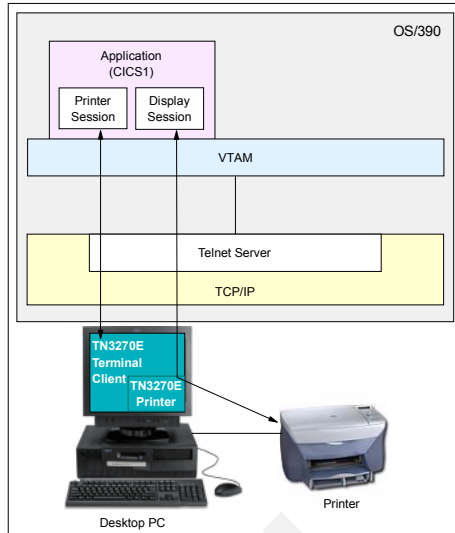 OS/390
Application
(CICS1)
Printer
Session
Display
Session
VTAM
Telnet Server
TCP/IP
TN3270E
Terminal
Client
TN3270E
Printer
Printer
Desktop PC